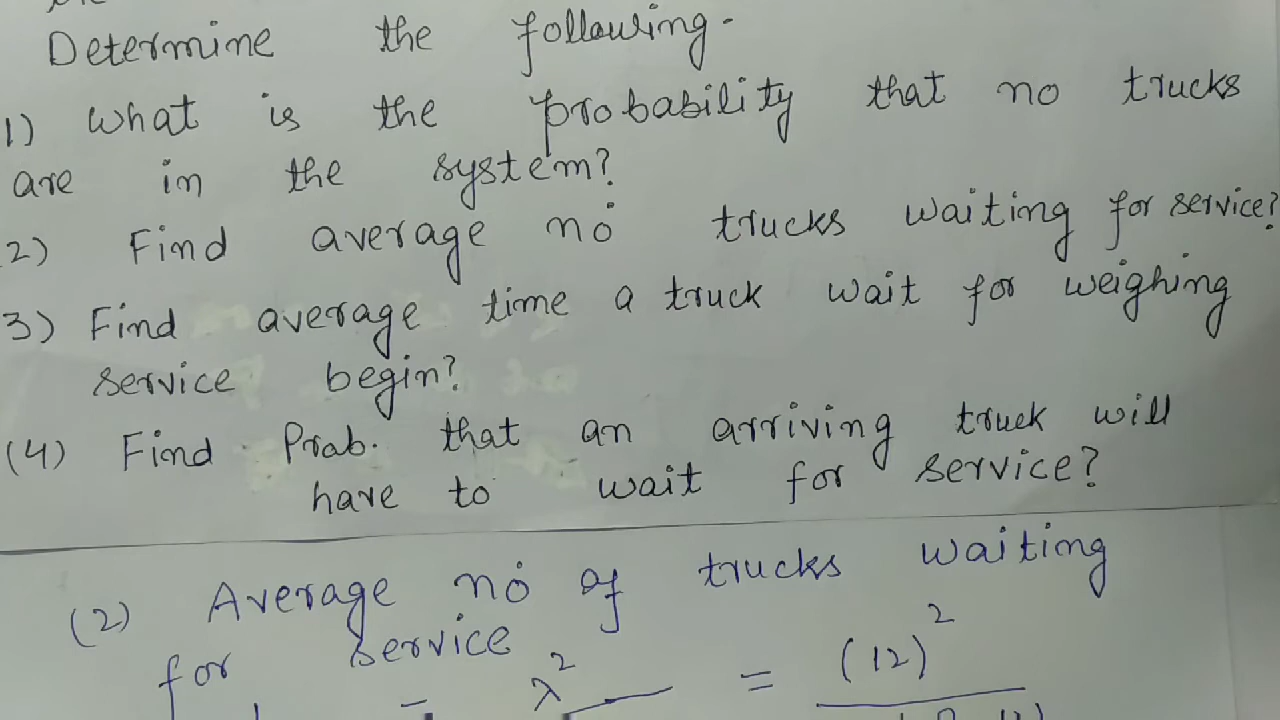 Determine the following -
1) What is the probability that no trucks
are in the system?
2) Find average no trucks waiting for service?
3) Find average time a truck wait for weighing
service begin?
(4) Find Prob. that an arriving truck will
have to wait for service?
(2) Average no of trucks waiting
for service
λ² = (12)²